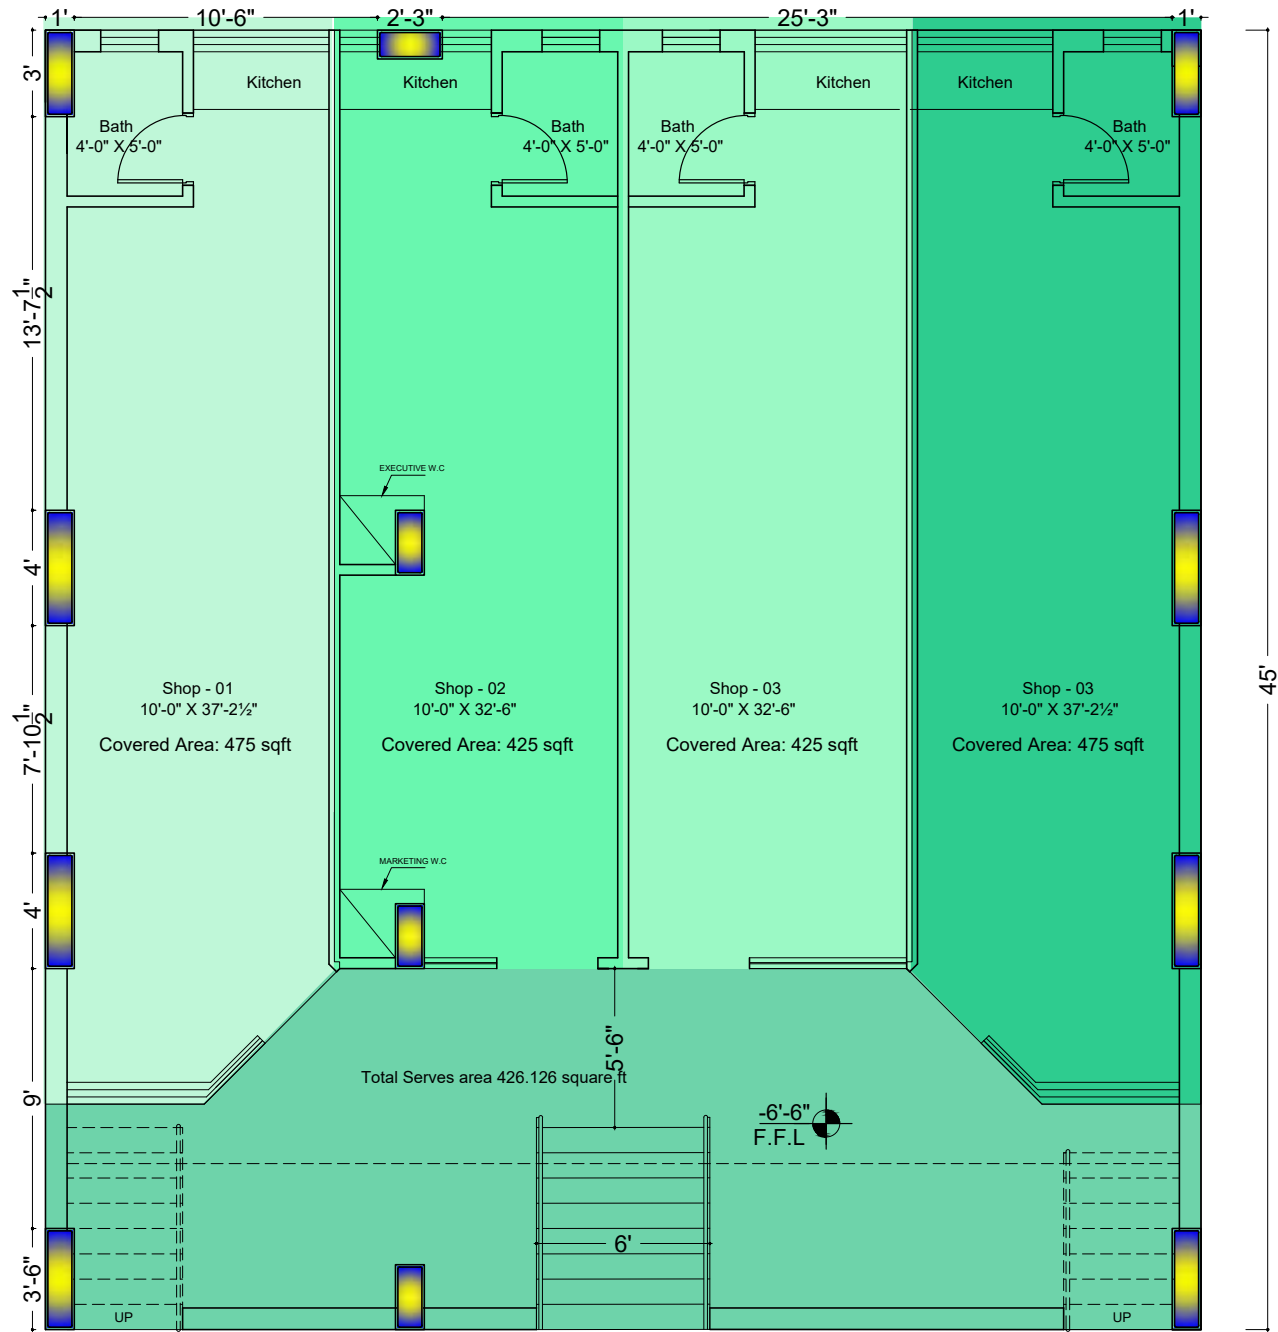 1'
10'-6"
2'-3"
25'-3"
1'
3'
Kitchen
Kitchen
Kitchen
Kitchen
Bath
4'-0" X 5'-0"
Bath
4'-0" X 5'-0"
Bath
4'-0" X 5'-0"
Bath
4'-0" X 5'-0"
13'-7½"
EXECUTIVE W.C
4'
Shop - 01
10'-0" X 37'-2½"
Covered Area: 475 sqft
Shop - 02
10'-0" X 32'-6"
Covered Area: 425 sqft
Shop - 03
10'-0" X 32'-6"
Covered Area: 425 sqft
Shop - 03
10'-0" X 37'-2½"
Covered Area: 475 sqft
45'
7'-10½"
MARKETING W.C
4'
5'-6"
Total Serves area 426.126 square ft
9'
-6'-6"
F.F.L
6'
3'-6"
UP
UP